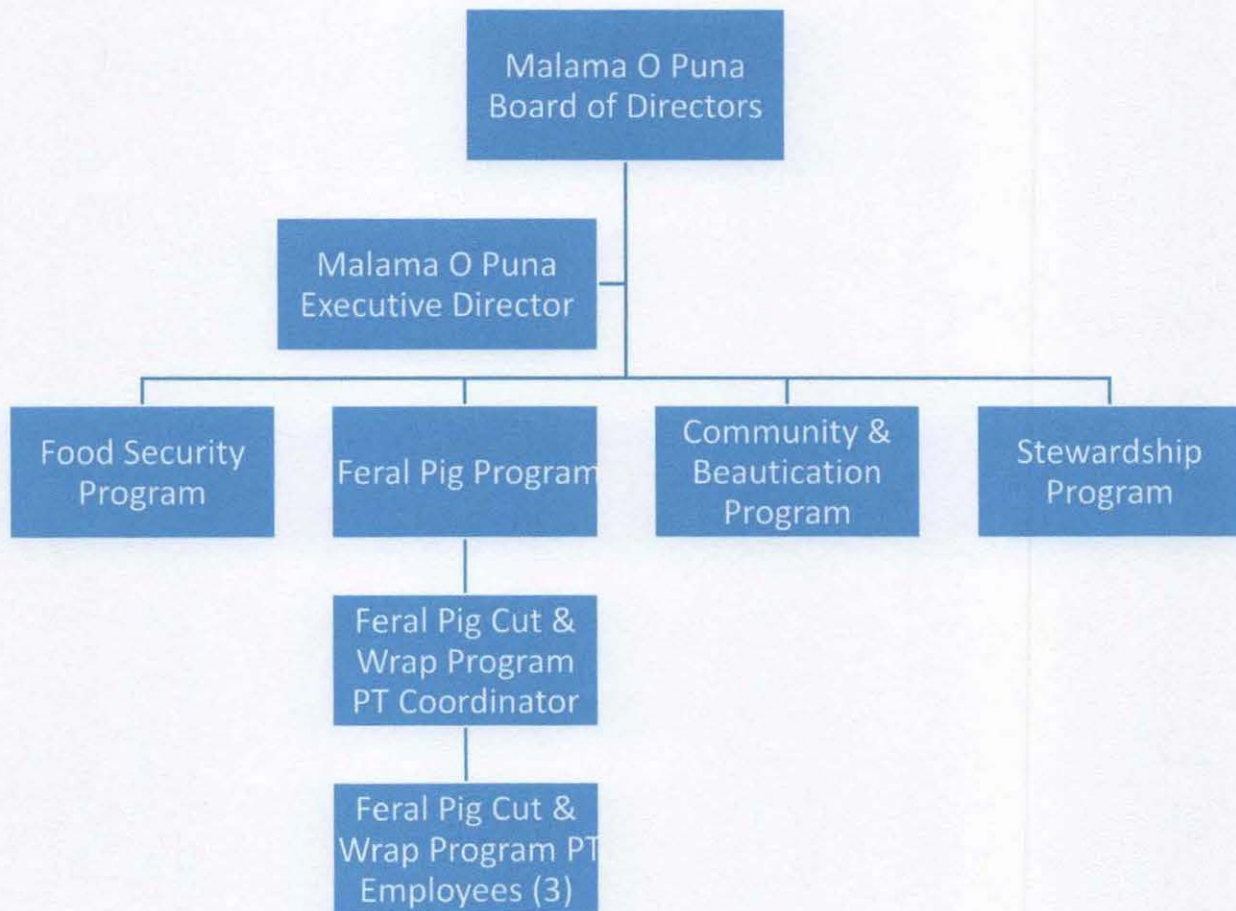 Malama O Puna
Board of Directors
Malama O Puna
Executive Director
Food Security
Program
Feral Pig Program
Community &
Beautication
Program
Stewardship
Program
Feral Pig Cut &
Wrap Program
PT Coordinator
Feral Pig Cut &
Wrap Program PT
Employees (3)